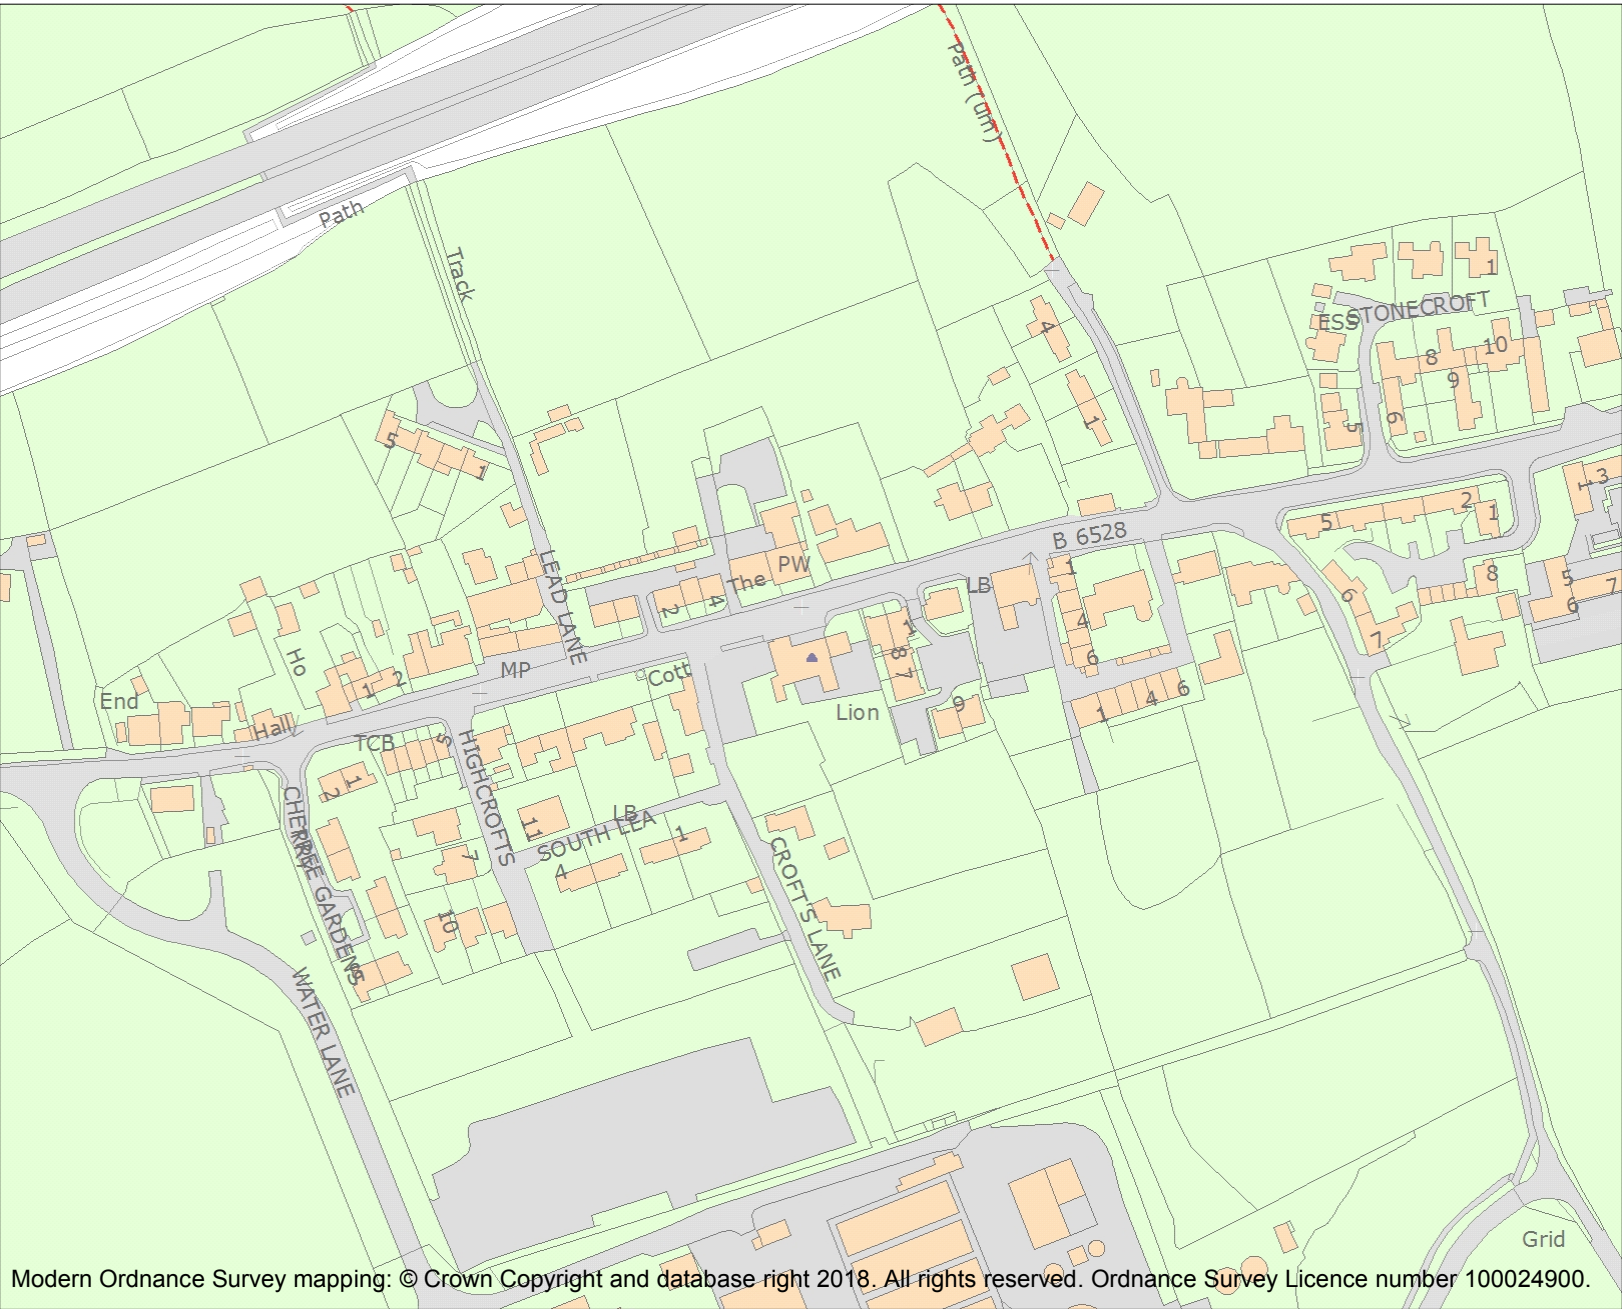 Path (um)
Path
Track
1
STONECROFT
ESS
4
8
10
9
1
6
5
5
1
3
1
2
5
1
B 6528
PW
The
LEAD LANE
LB
1
8
5
7
6
2
4
6
4
1
8
7
6
7
MP
Cott
Ho
1
2
End
Lion
9
1
4
6
Hall
TCB
5
HIGHCROFTS
1
2
CHERRY
TREE GARDENS
LB
SOUTH LEA
11
1
4
7
10
CROFT'S LANE
WATER LANE
Grid
Modern Ordnance Survey mapping: © Crown Copyright and database right 2018. All rights reserved. Ordnance Survey Licence number 100024900.